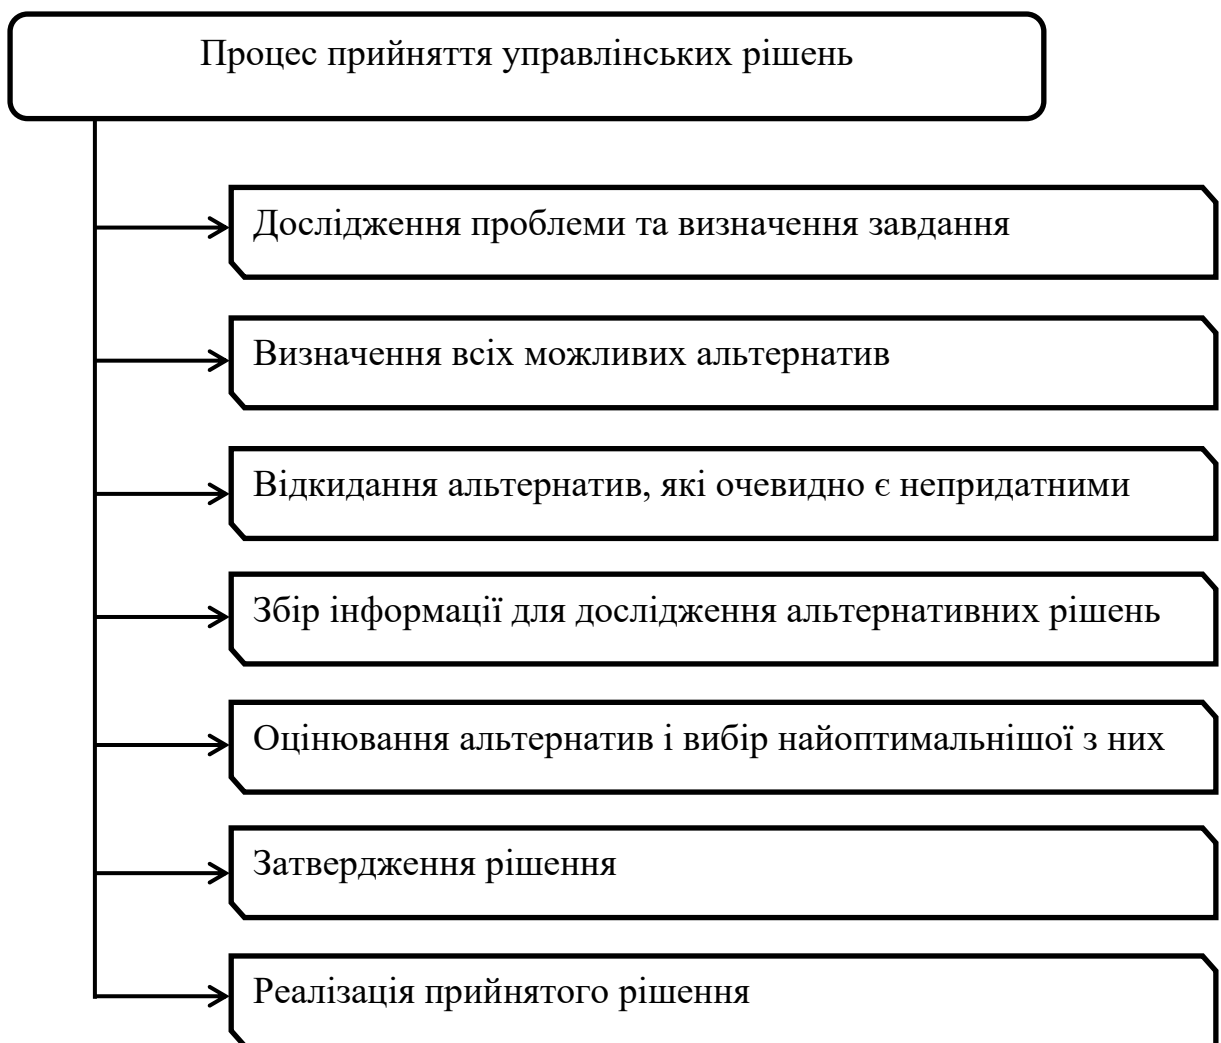 Процес прийняття управлінських рішень
Дослідження проблеми та визначення завдання
Визначення всіх можливих альтернатив
Відкидання альтернатив, які очевидно є непридатними
Збір інформації для дослідження альтернативних рішень
Оцінювання альтернатив і вибір найоптимальнішої з них
Затвердження рішення
Реалізація прийнятого рішення